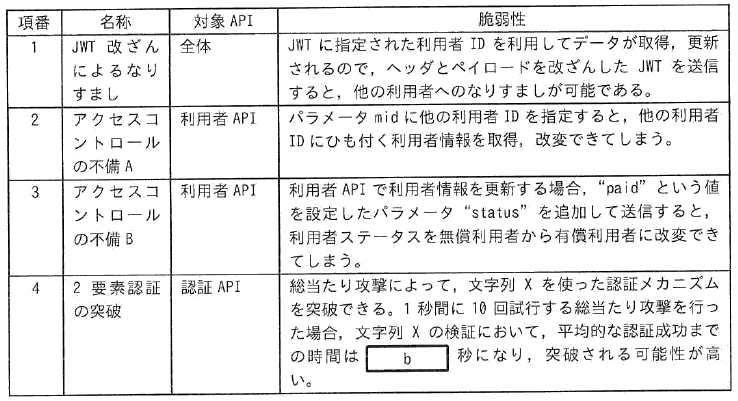 項番 名称 対象 API 脆弱性
1 JWT 改ざん 全体 JWT に指定された利用者 ID を利用してデータが取得，更新
によるなり されるので，ヘッダとペイロードを改ざんした JWT を送信
すまし すると，他の利用者へのなりすましが可能である。
2 アクセスコ 利用者 API パラメータ mid に他の利用者 ID を指定すると，他の利用者
ントロール ID にひも付く利用者情報を取得，改変できてしまう。
の不備 A
3 アクセスコ 利用者 API 利用者 API で利用者情報を更新する場合，“paid”という値
ントロール を設定したパラメータ“status”を追加して送信すると，
の不備 B 利用者ステータスを無償利用者から有償利用者に改変でき
てしまう。
4 2 要素認証 認証 API 総当たり攻撃によって，文字列 X を使った認証メカニズム
の突破 を突破できる。1 秒間に 10 回試行する総当たり攻撃を行っ
た場合，文字列 X の検証において，平均的な認証成功まで
の時間は b 秒になり，突破される可能性が高
い。